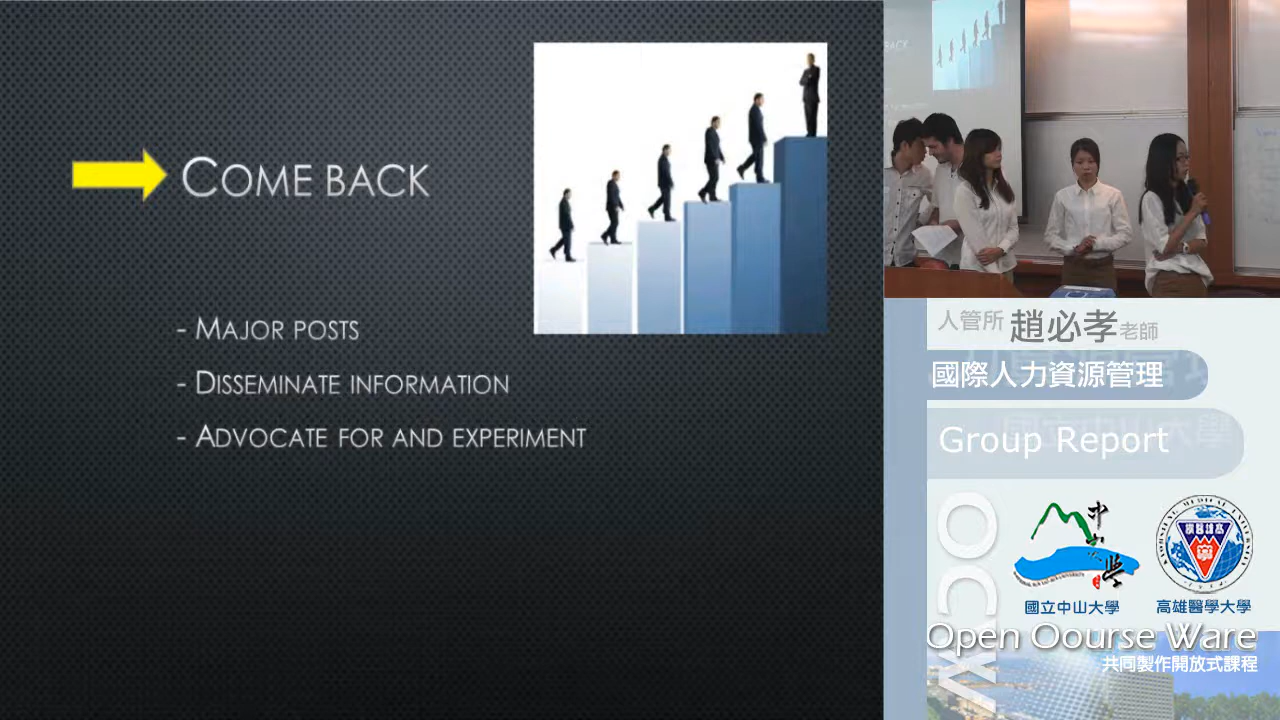 COME BACK
- MAJOR POSTS
- DISSEMINATE INFORMATION
- ADVOCATE FOR AND EXPERIMENT
人管所 趙必孝老師
國際人力資源管理
Group Report
OCW
國立中山大學
高雄醫學大學
Open Course Ware
共同製作開放式課程